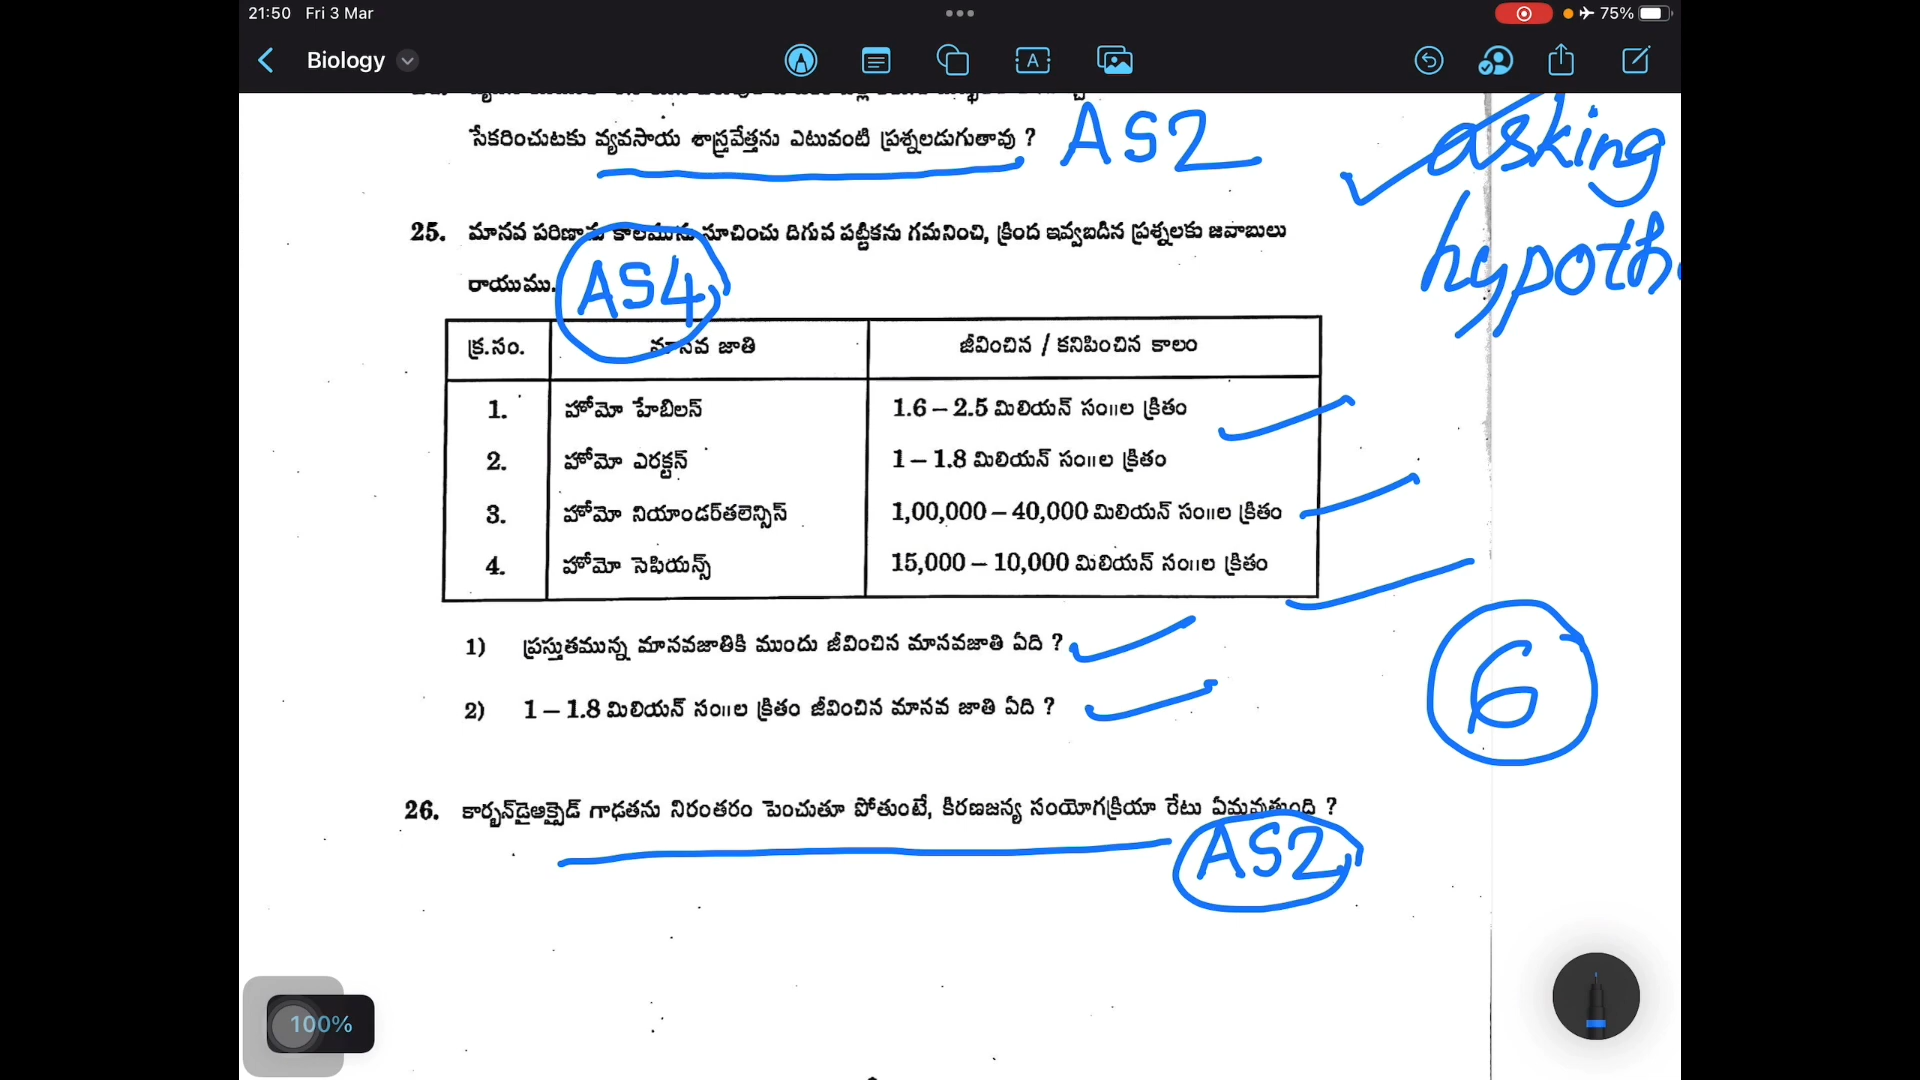 21:50 Fri 3 Mar
75%
Biology
సేకరించుటకు వ్యవసాయ శాస్త్రవేత్తను ఎటువంటి ప్రశ్నలడుగుతావు ? AS2
asking
hypoth
25. మానవ పరిణామ కాలమును సూచించు దిగువ పట్టికను గమనించి, క్రింద ఇవ్వబడిన ప్రశ్నలకు జవాబులు
రాయుము. AS4
క్ర.సం. మానవ జాతి జీవించిన / కనిపించిన కాలం
1. హోమో హేబిలస్ 1.6 – 2.5 మిలియన్ సం॥ల క్రితం
2. హోమో ఎరక్టస్ 1 – 1.8 మిలియన్ సం॥ల క్రితం
3. హోమో నియాండర్‌తలెన్సిస్ 1,00,000 – 40,000 మిలియన్ సం॥ల క్రితం
4. హోమో సెపియన్స్ 15,000 – 10,000 మిలియన్ సం॥ల క్రితం
1) ప్రస్తుతమున్న మానవజాతికి ముందు జీవించిన మానవజాతి ఏది ?
2) 1 – 1.8 మిలియన్ సం॥ల క్రితం జీవించిన మానవ జాతి ఏది ?
6
26. కార్బన్‌డైఆక్సైడ్ గాఢతను నిరంతరం పెంచుతూ పోతుంటే, కిరణజన్య సంయోగక్రియా రేటు ఏమవుతుంది ?
AS2
100%